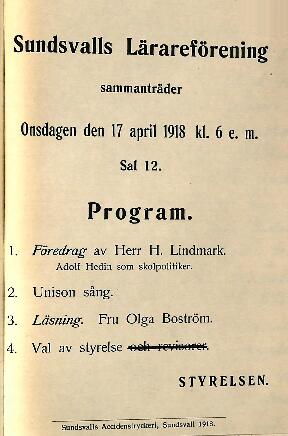 Sundsvalls Lärareförening
sammanträder
Onsdagen den 17 april 1918 kl. 6 e. m.
Sal 12.
Program.
1. Föredrag av Herr H. Lindmark.
Adolf Hedin som skolpolitiker.
2. Unison sång.
3. Läsning. Fru Olga Boström.
4. Val av styrelse och revisorer.
STYRELSEN.
Sundsvalls Accidenstryckeri, Sundsvall 1918.